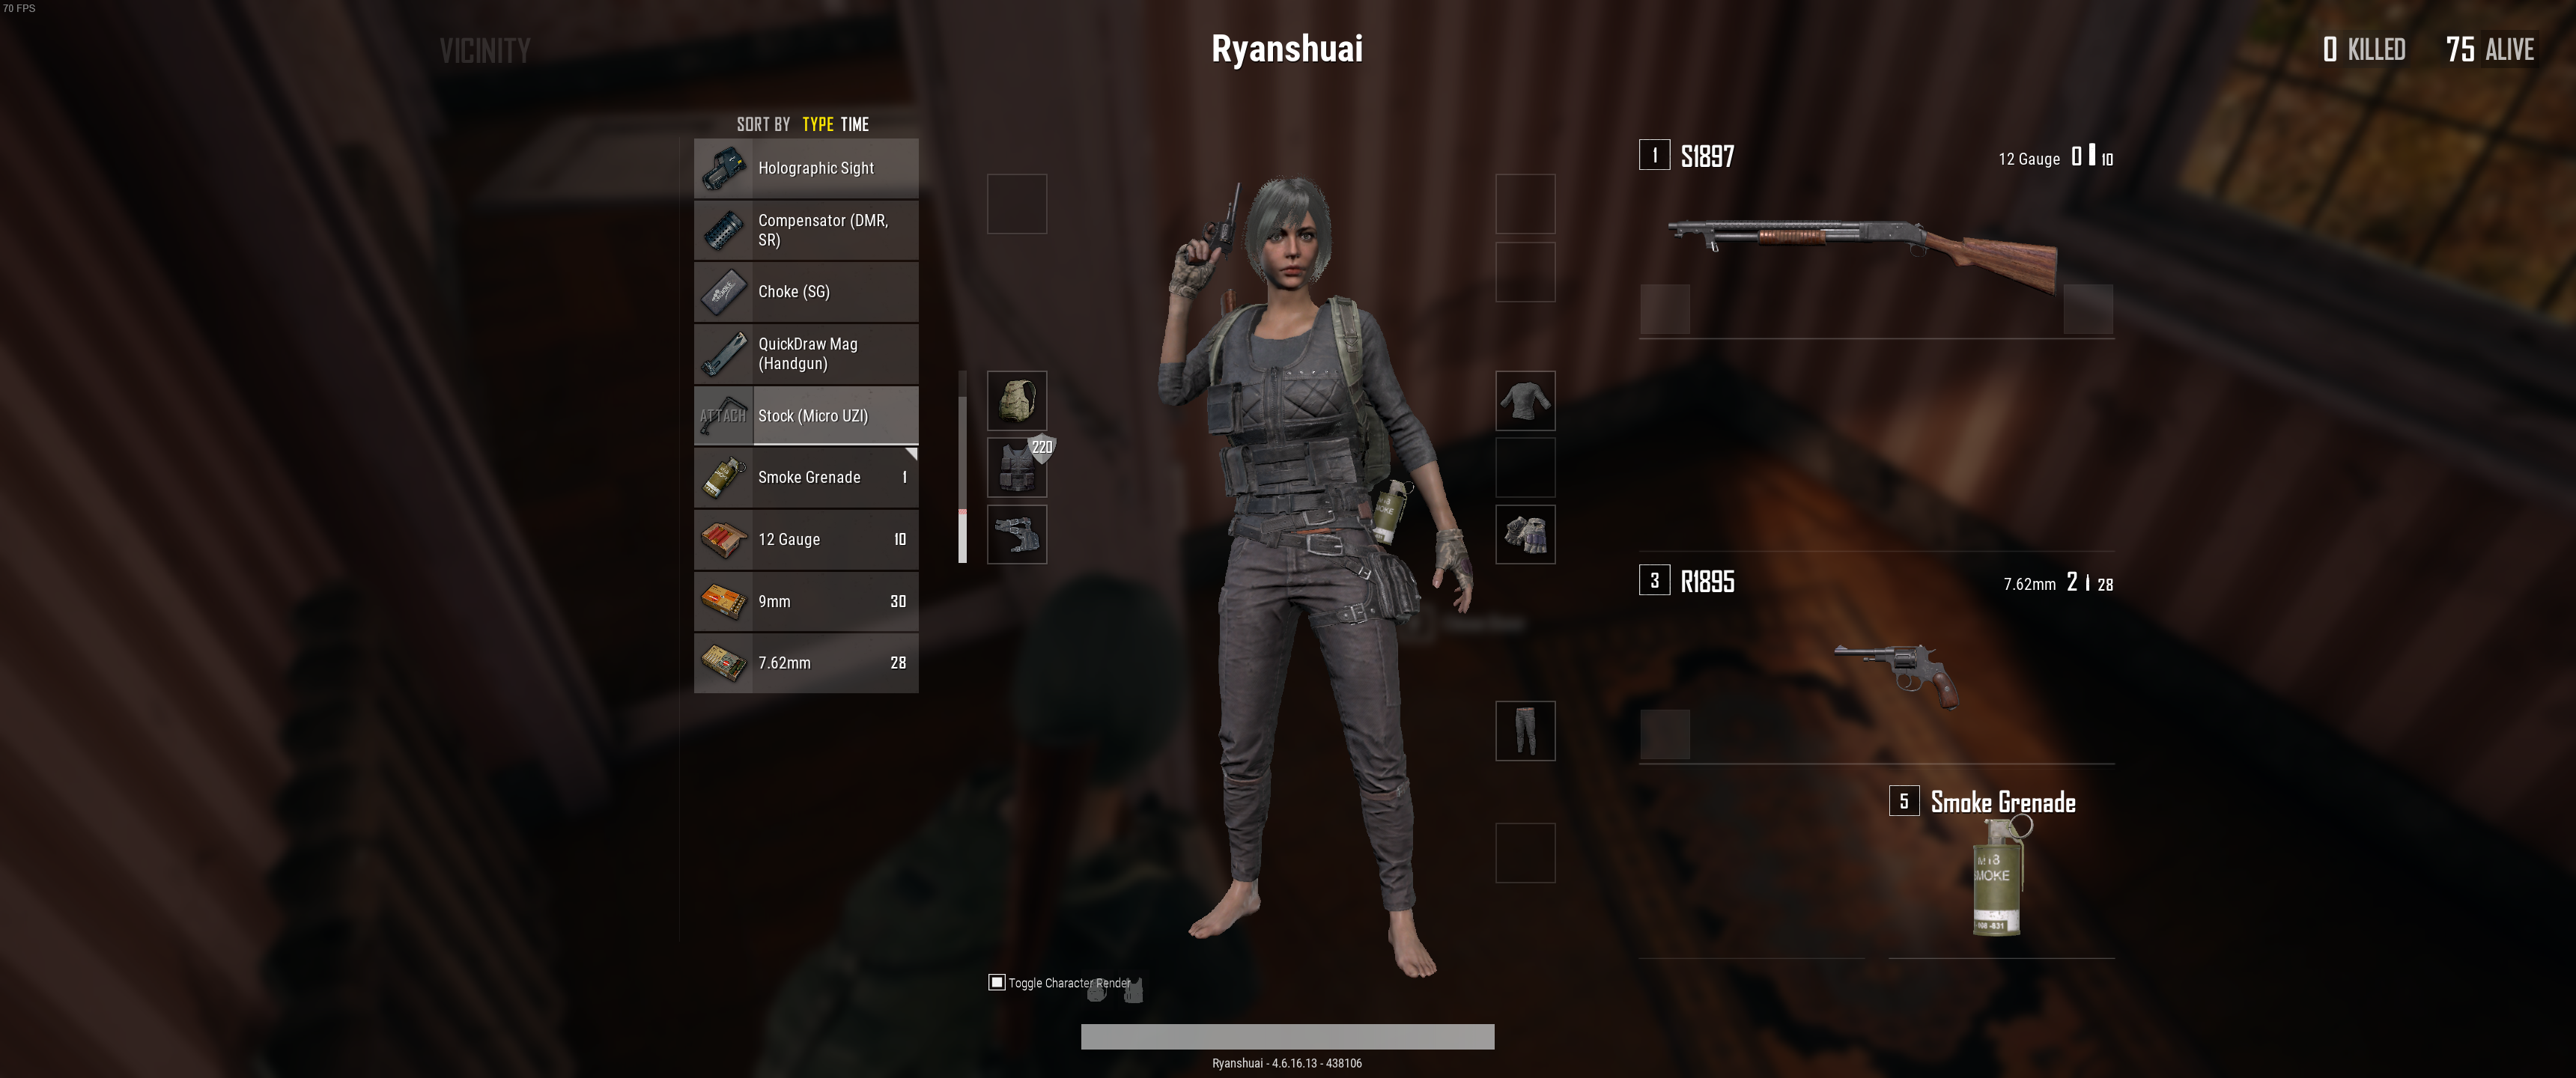 70 FPS
VICINITY
Ryanshuai
0 KILLED 75 ALIVE
SORT BY TYPE TIME
Holographic Sight
Compensator (DMR,
SR)
Choke (SG)
QuickDraw Mag
(Handgun)
ATTACH Stock (Micro UZI)
Smoke Grenade 1
12 Gauge 10
9mm 30
7.62mm 28
220
1 S1897 12 Gauge 0 10
3 R1895 7.62mm 2 28
5 Smoke Grenade
M18
SMOKE
Toggle Character Render
Ryanshuai - 4.6.16.13 - 438106